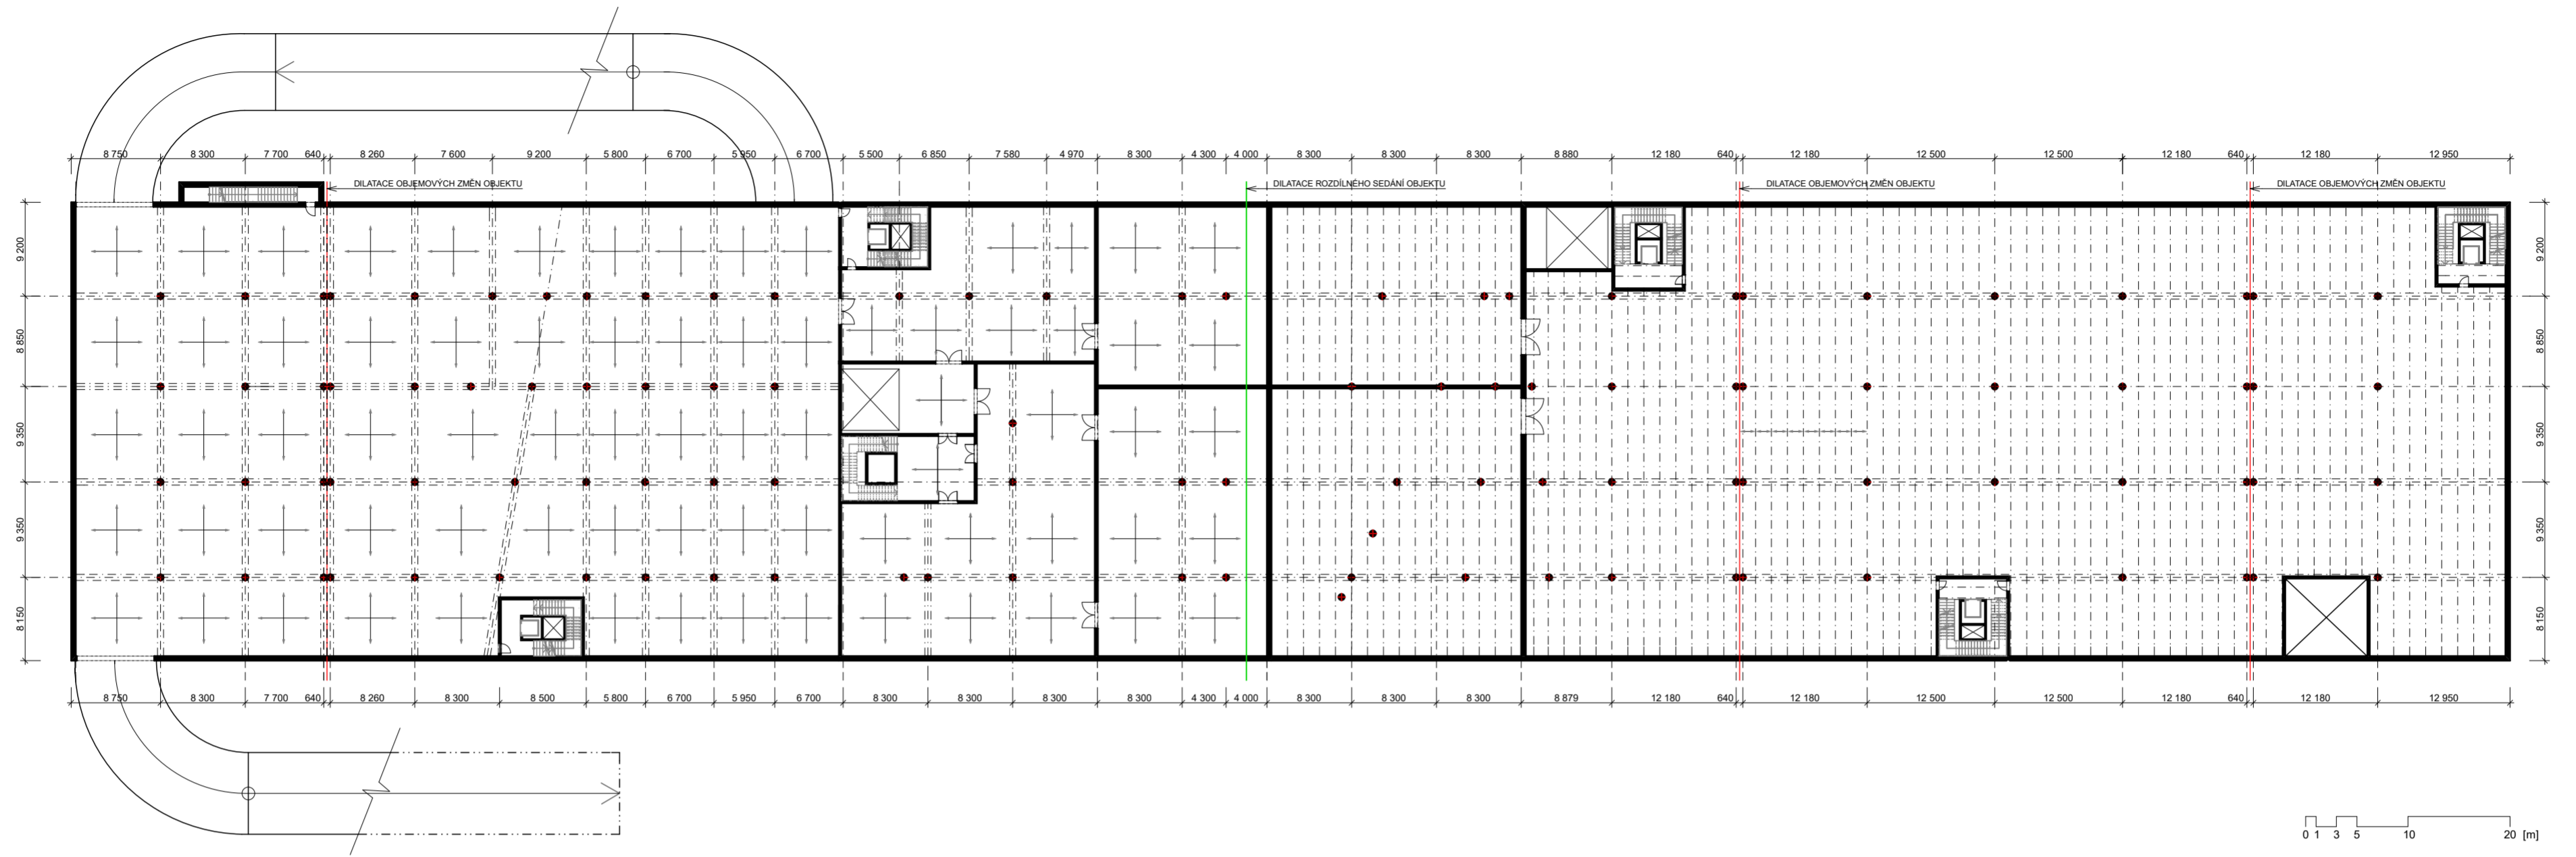 8 750 8 300 7 700 640 8 260 7 600 9 200 5 800 6 700 5 950 6 700 5 500 6 850 7 580 4 970 8 300 4 300 4 000 8 300 8 300 8 300 8 880 12 180 640 12 180 12 500 12 500 12 180 640 12 180 12 950
DILATACE OBJEMOVÝCH ZMĚN OBJEKTU
DILATACE ROZDÍLNÉHO SEDÁNÍ OBJEKTU
DILATACE OBJEMOVÝCH ZMĚN OBJEKTU
DILATACE OBJEMOVÝCH ZMĚN OBJEKTU
9 200
8 850
9 350
9 350
8 150
9 200
8 850
9 350
9 350
8 150
8 750 8 300 7 700 640 8 260 8 300 8 500 5 800 6 700 5 950 6 700 8 300 8 300 8 300 8 300 4 300 4 000 8 300 8 300 8 300 8 879 12 180 640 12 180 12 500 12 500 12 180 640 12 180 12 950
0 1 3 5 10 20 [m]